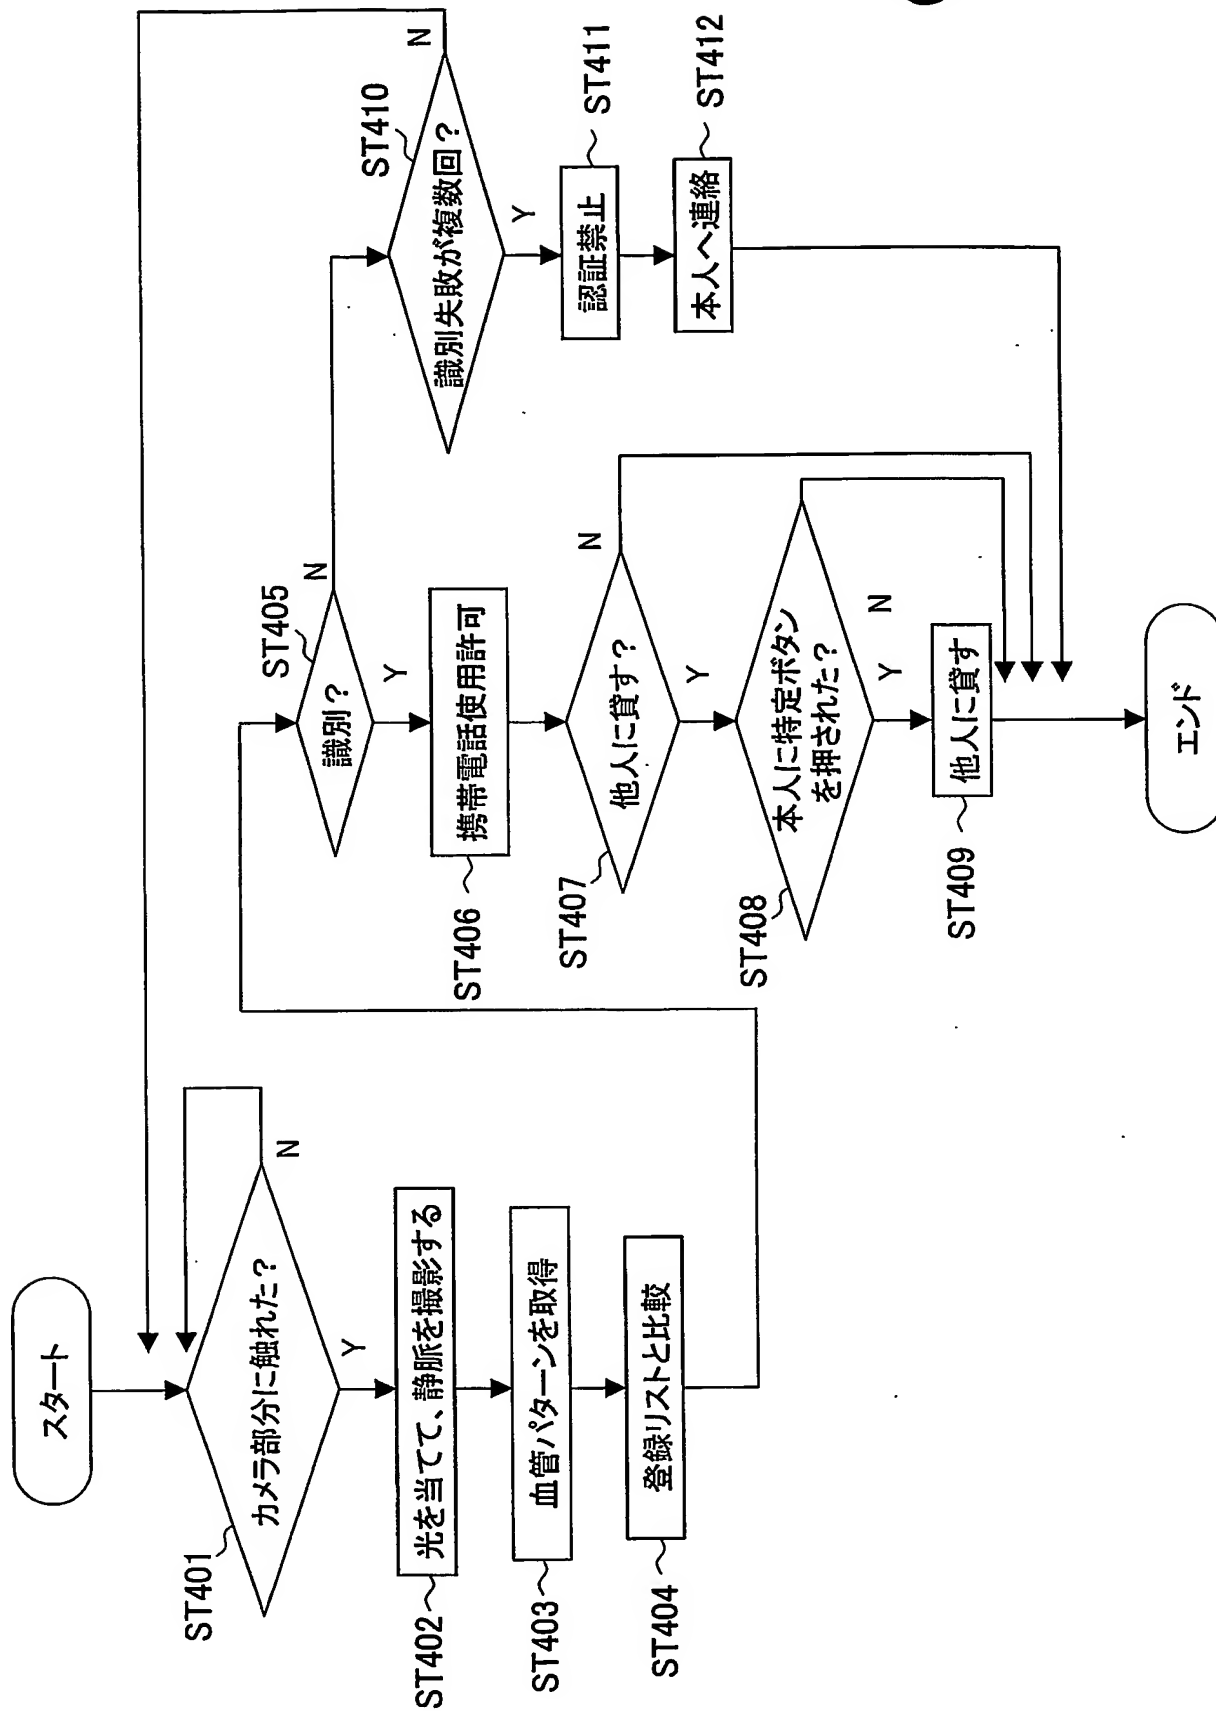 スタート
ST401
カメラ部分に触れた?
N
Y
ST402
光を当てて、静脈を撮影する
ST403
血管パターンを取得
ST404
登録リストと比較
ST405
識別?
N
Y
ST406
携帯電話使用許可
ST407
他人に貸す?
N
Y
ST408
本人に特定ボタン
を押された?
N
Y
ST409
他人に貸す
ST410
識別失敗が複数回?
N
Y
ST411
認証禁止
ST412
本人へ連絡
エンド